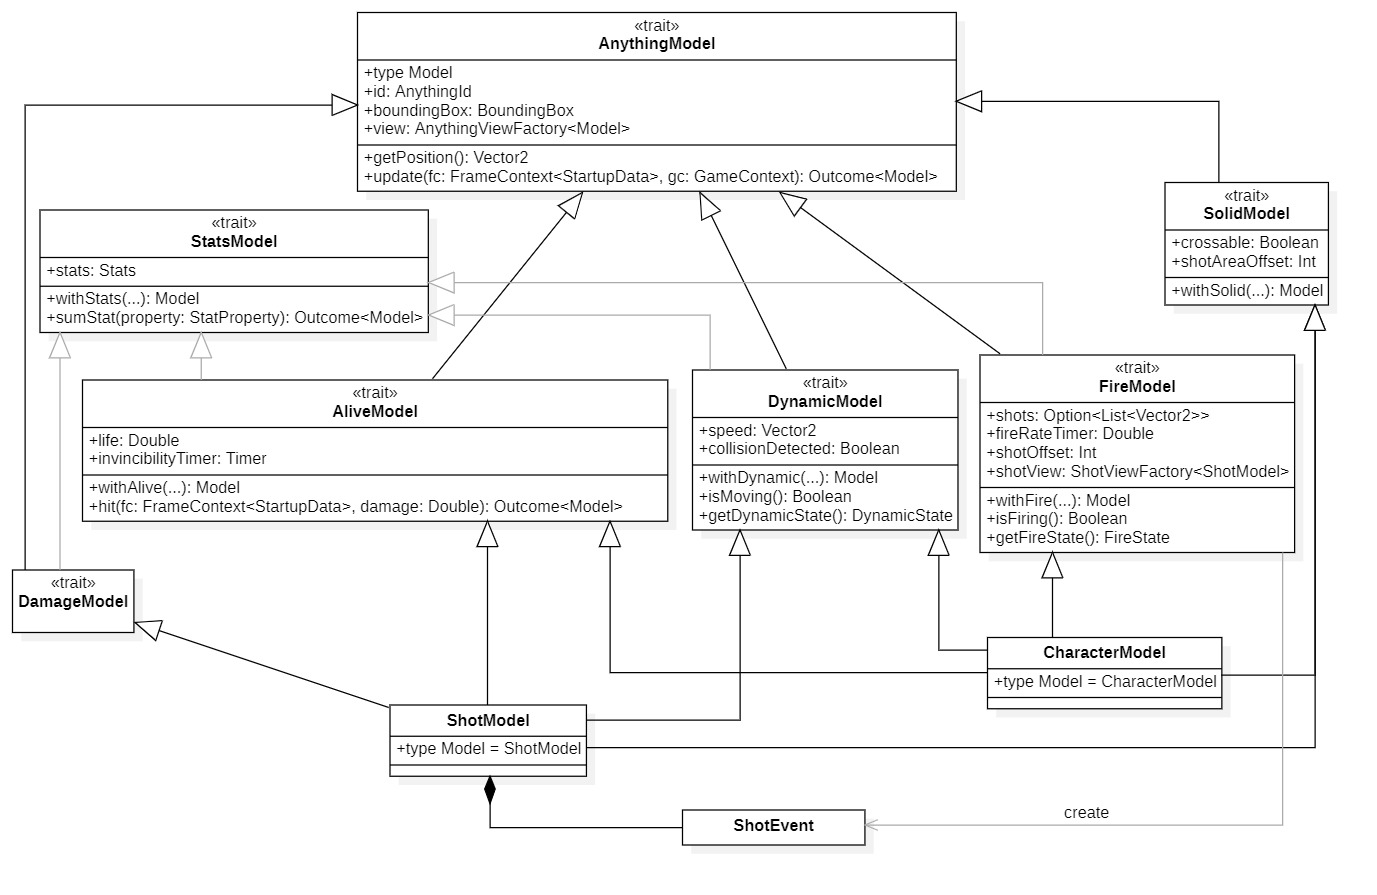 «trait»
AnythingModel
+type Model
+id: AnythingId
+boundingBox: BoundingBox
+view: AnythingViewFactory<Model>
+getPosition(): Vector2
+update(fc: FrameContext<StartupData>, gc: GameContext): Outcome<Model>
«trait»
SolidModel
+crossable: Boolean
+shotAreaOffset: Int
+withSolid(...): Model
«trait»
StatsModel
+stats: Stats
+withStats(...): Model
+sumStat(property: StatProperty): Outcome<Model>
«trait»
AliveModel
+life: Double
+invincibilityTimer: Timer
+withAlive(...): Model
+hit(fc: FrameContext<StartupData>, damage: Double): Outcome<Model>
«trait»
DynamicModel
+speed: Vector2
+collisionDetected: Boolean
+withDynamic(...): Model
+isMoving(): Boolean
+getDynamicState(): DynamicState
«trait»
FireModel
+shots: Option<List<Vector2>>
+fireRateTimer: Double
+shotOffset: Int
+shotView: ShotViewFactory<ShotModel>
+withFire(...): Model
+isFiring(): Boolean
+getFireState(): FireState
«trait»
DamageModel
CharacterModel
+type Model = CharacterModel
ShotModel
+type Model = ShotModel
ShotEvent
create